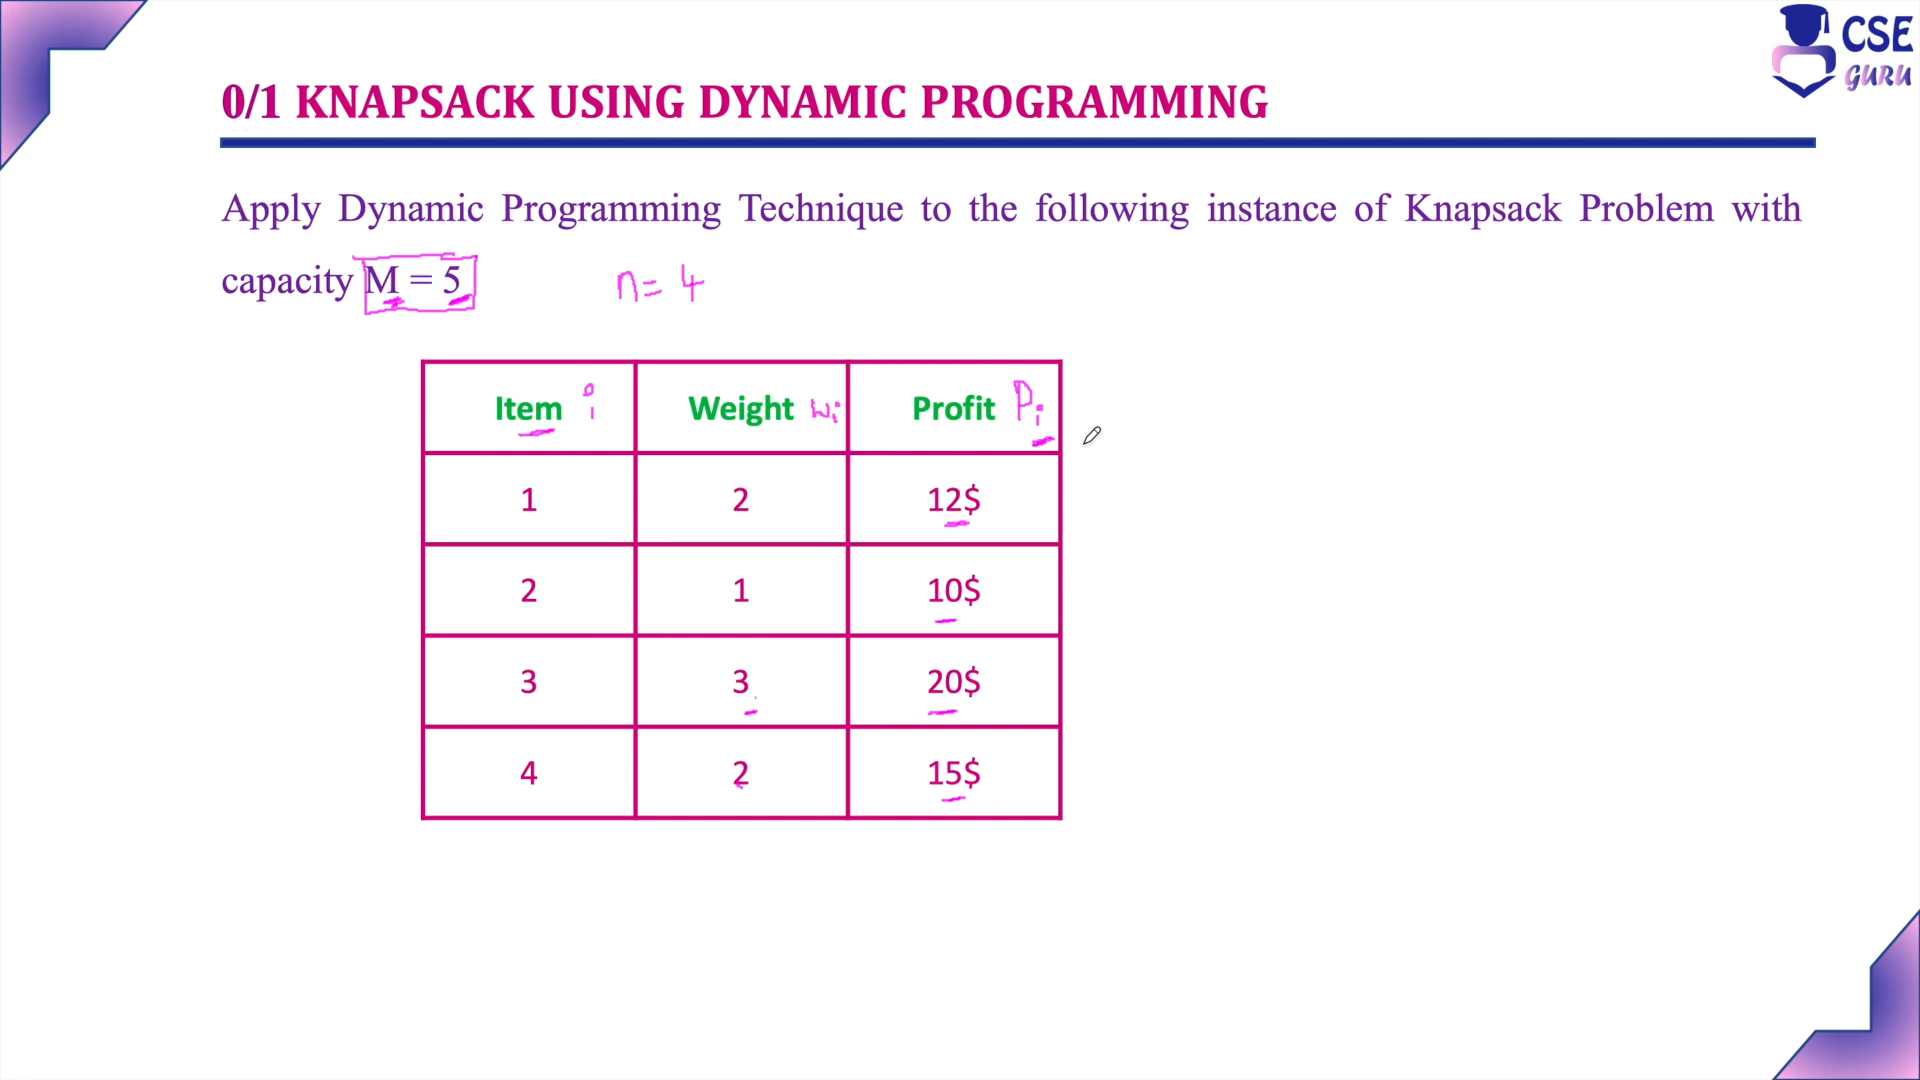 CSE
GURU
0/1 KNAPSACK USING DYNAMIC PROGRAMMING
Apply Dynamic Programming Technique to the following instance of Knapsack Problem with
capacity M = 5 n = 4
Item i Weight wi Profit Pi
1 2 12$
2 1 10$
3 3 20$
4 2 15$